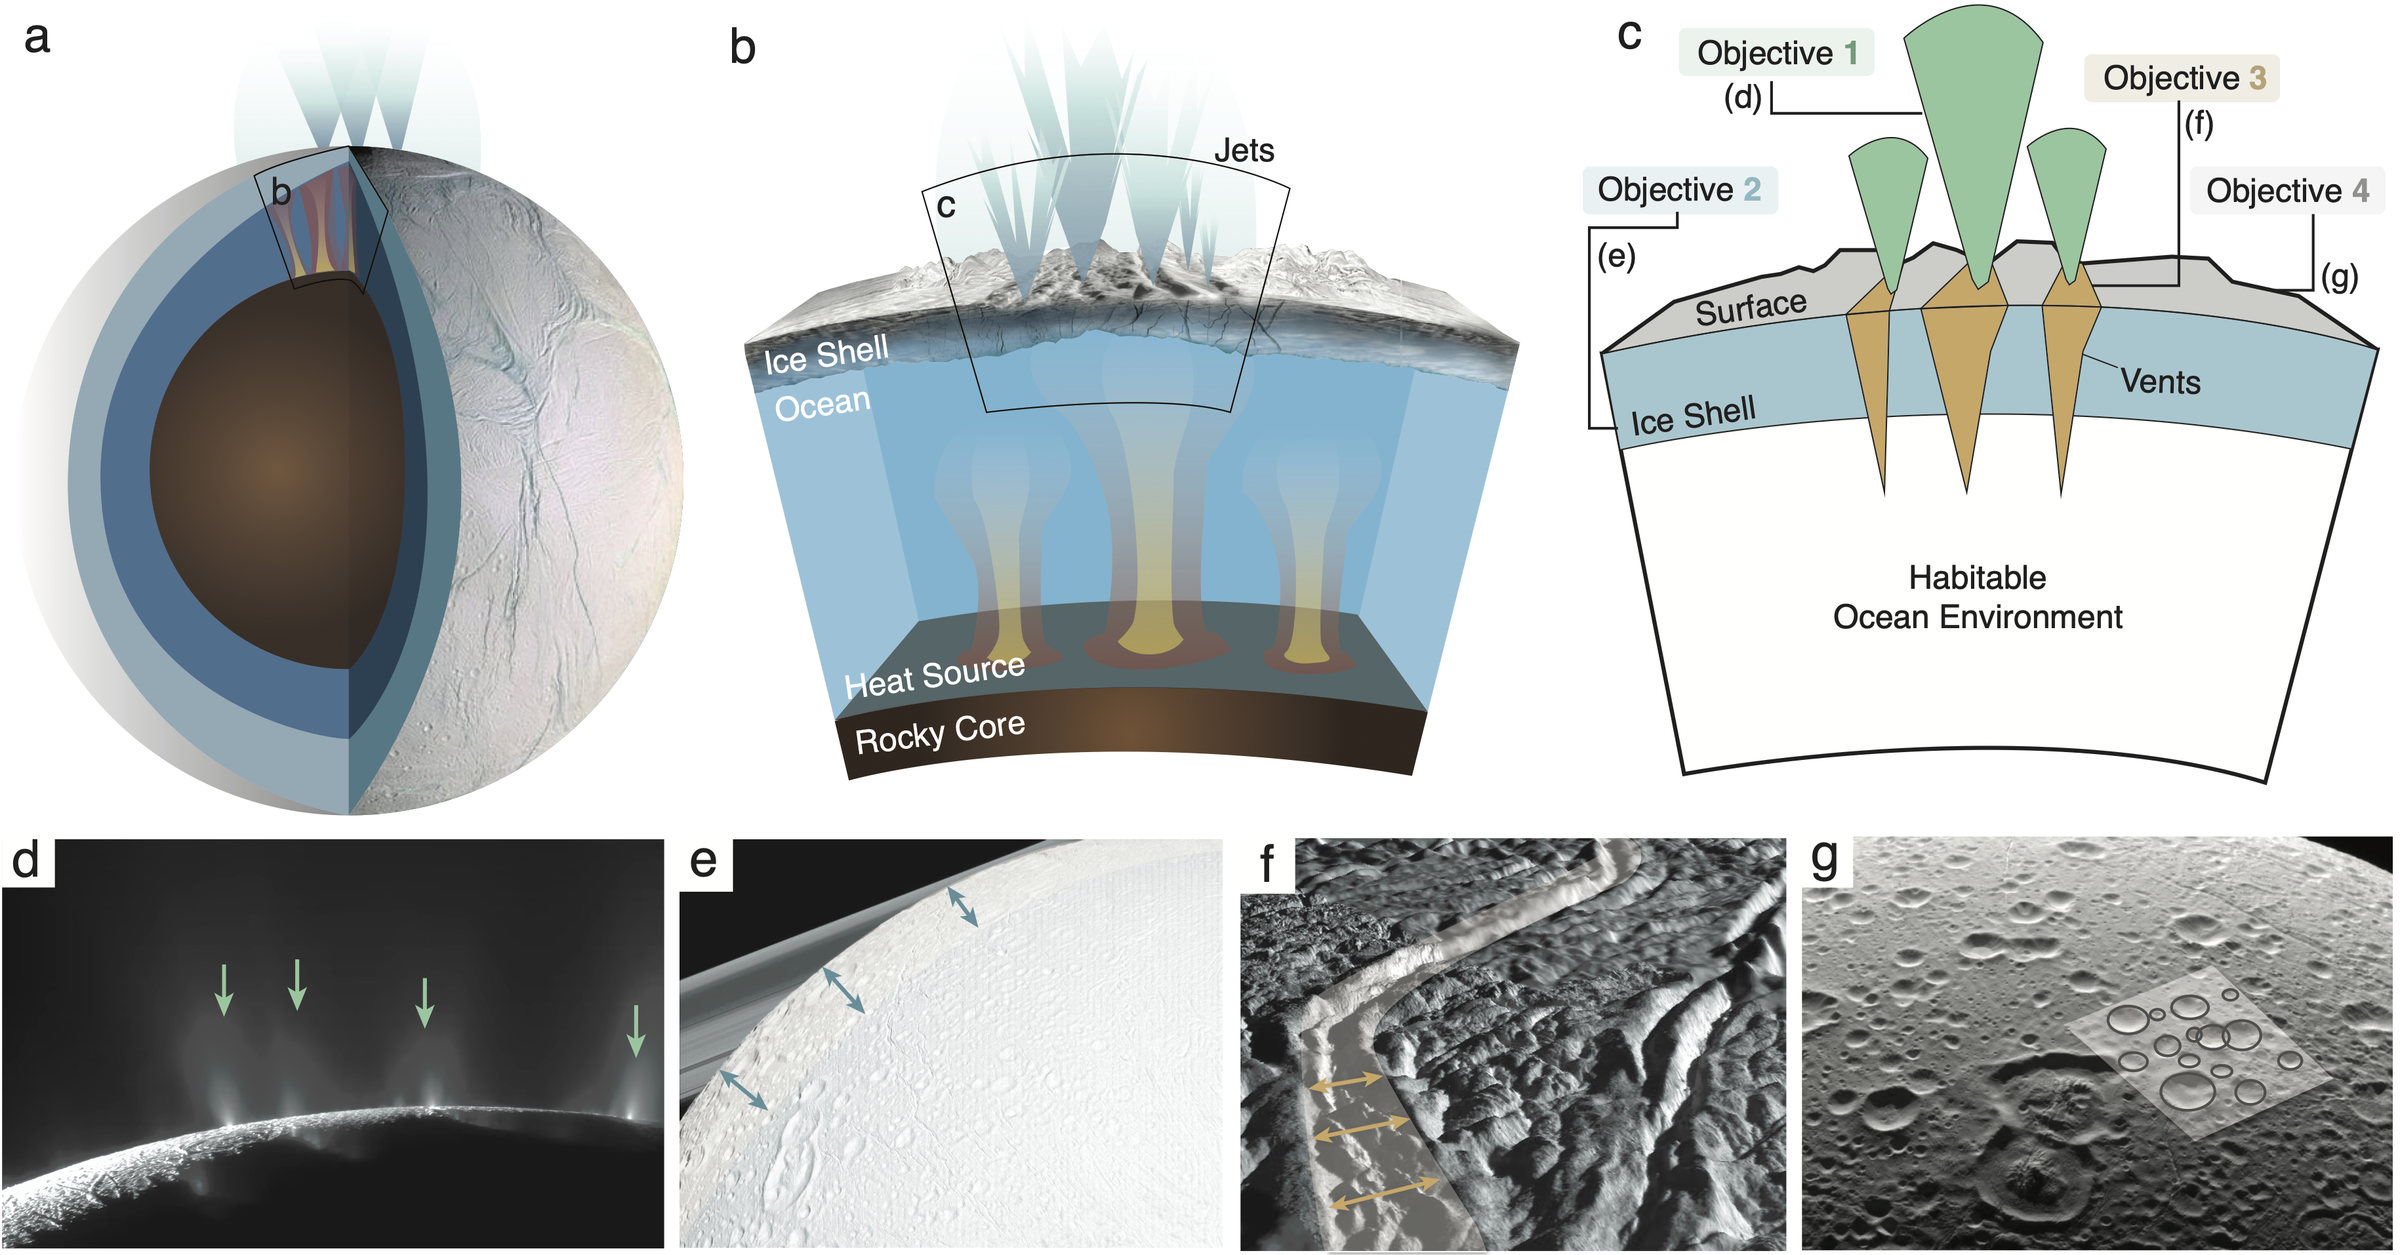 a
b
b
Jets
c
Ice Shell
Ocean
Heat Source
Rocky Core
c
Objective 1
(d)
Objective 3
(f)
Objective 2
(e)
Objective 4
(g)
Surface
Vents
Ice Shell
Habitable
Ocean Environment
d
e
f
g